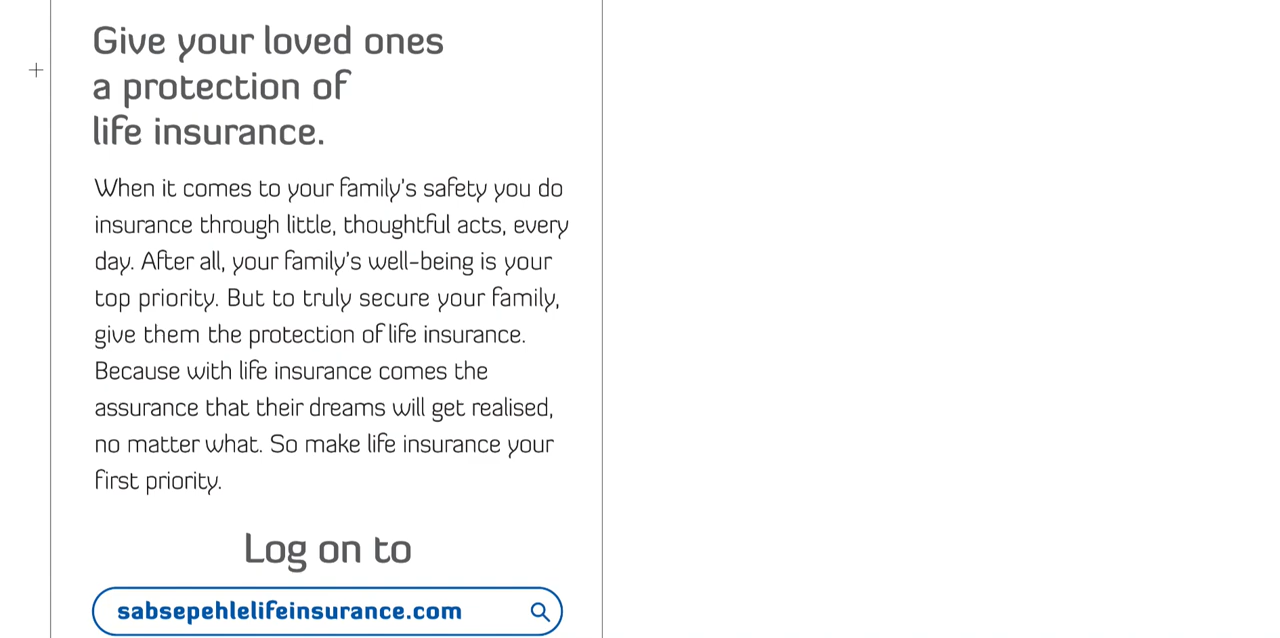 Give your loved ones
a protection of
life insurance.
When it comes to your family's safety you do
insurance through little, thoughtful acts, every
day. After all, your family's well-being is your
top priority. But to truly secure your family,
give them the protection of life insurance.
Because with life insurance comes the
assurance that their dreams will get realised,
no matter what. So make life insurance your
first priority.
Log on to
sabsepehlelifeinsurance.com